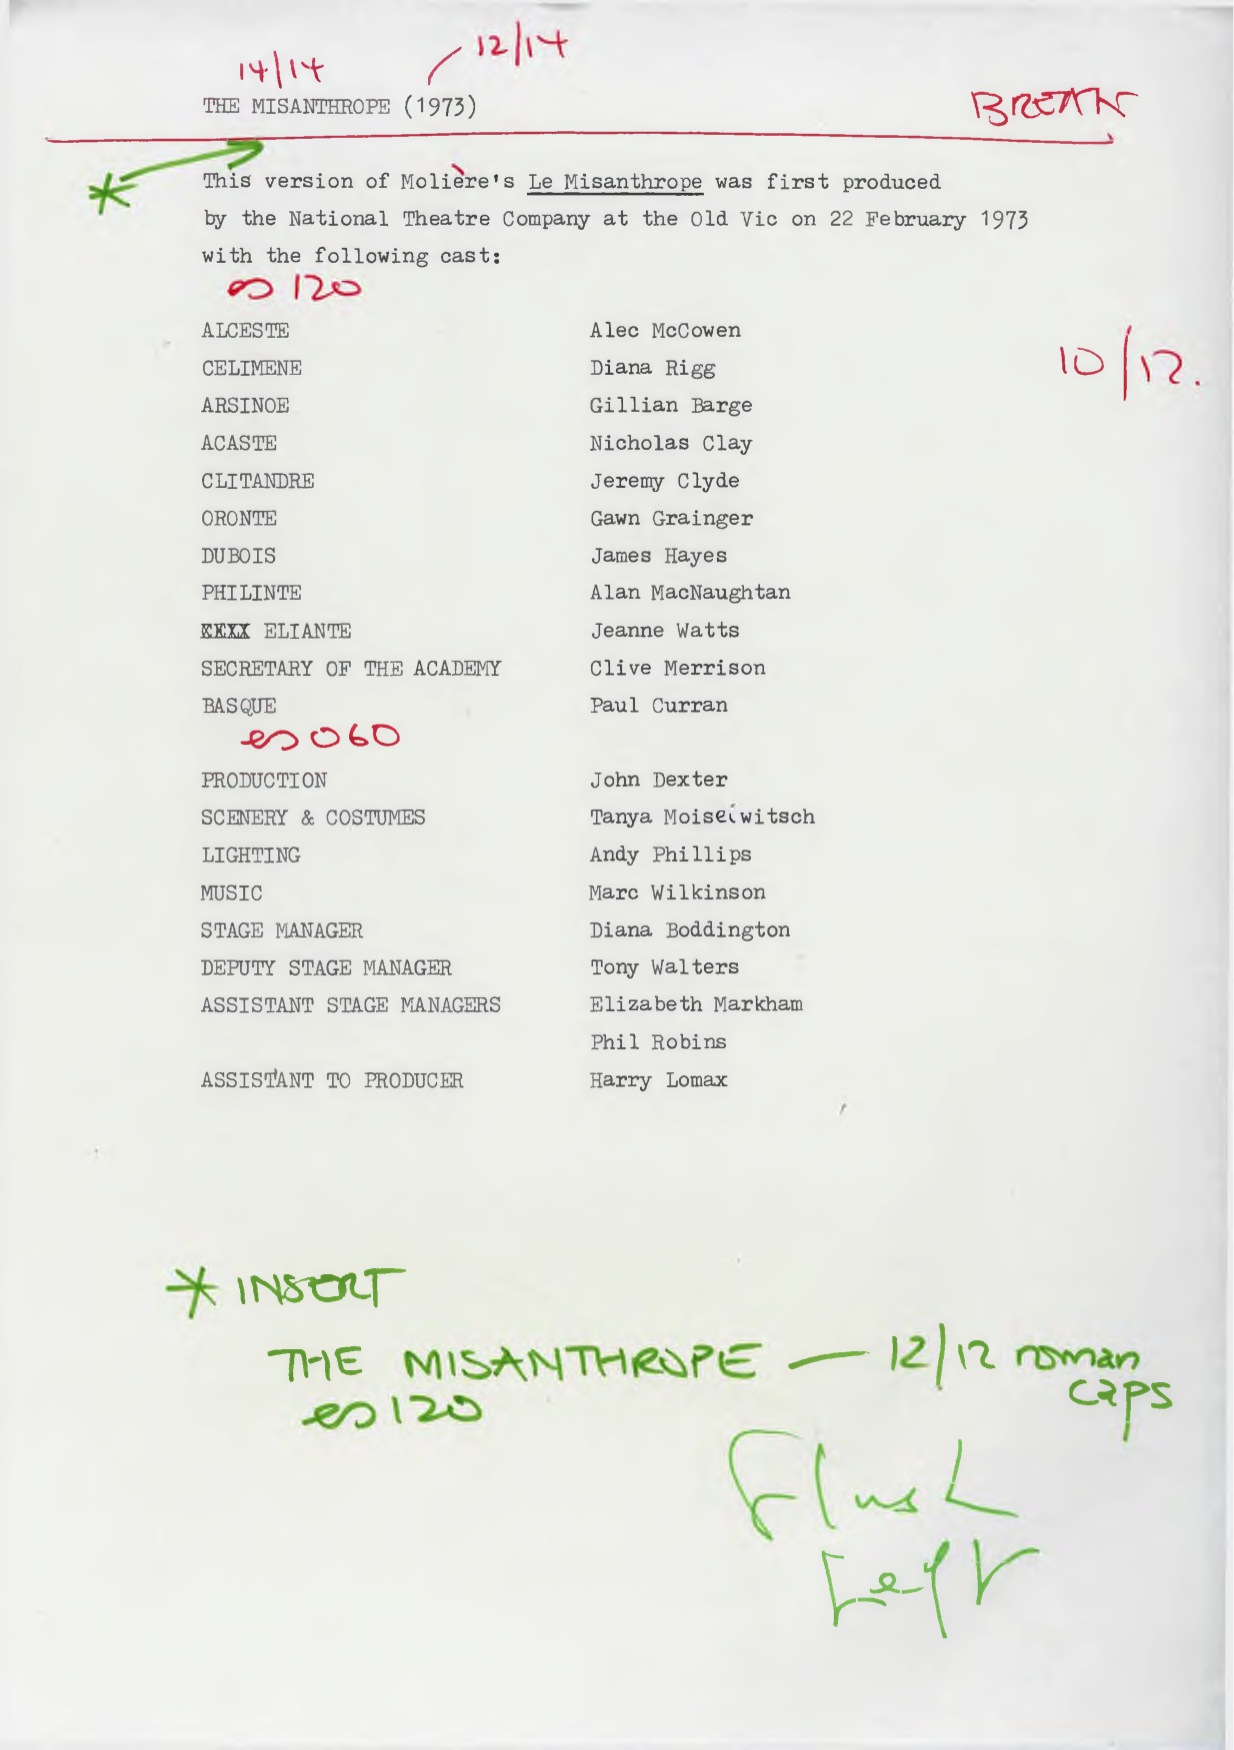 14/14 12/14
THE MISANTHROPE (1973) BREAK
This version of Molière's Le Misanthrope was first produced
by the National Theatre Company at the Old Vic on 22 February 1973
with the following cast:
120
ALCESTE Alec McCowen
10/12.
CELIMENE Diana Rigg
ARSINOE Gillian Barge
ACASTE Nicholas Clay
CLITANDRE Jeremy Clyde
ORONTE Gawn Grainger
DUBOIS James Hayes
PHILINTE Alan MacNaughtan
ELIANTE Jeanne Watts
SECRETARY OF THE ACADEMY Clive Merrison
BASQUE Paul Curran
060
PRODUCTION John Dexter
SCENERY & COSTUMES Tanya Moiseiwitsch
LIGHTING Andy Phillips
MUSIC Marc Wilkinson
STAGE MANAGER Diana Boddington
DEPUTY STAGE MANAGER Tony Walters
ASSISTANT STAGE MANAGERS Elizabeth Markham
Phil Robins
ASSISTANT TO PRODUCER Harry Lomax
* INSERT
THE MISANTHROPE — 12/12 roman
caps
120
Flush
Left